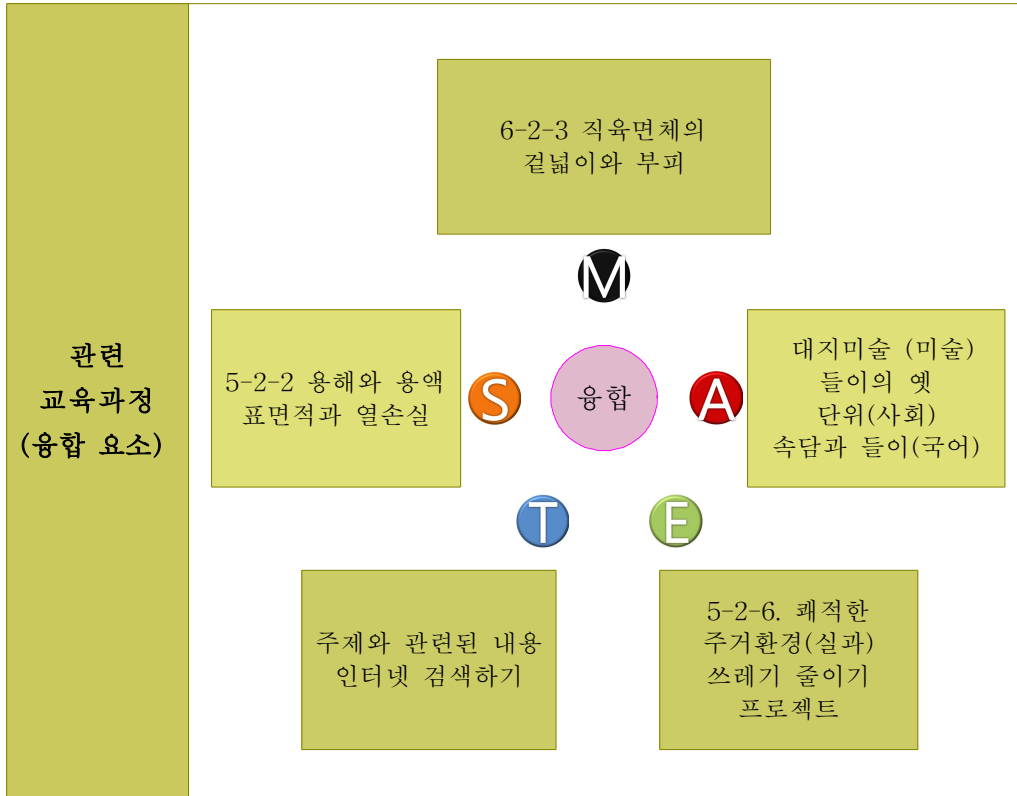 관련
교육과정
(융합 요소)
6-2-3 직육면체의
겉넓이와 부피
M
5-2-2 용해와 용액
표면적과 열손실
S
융합
A
대지미술 (미술)
들이의 옛
단위(사회)
속담과 들이(국어)
T
E
주제와 관련된 내용
인터넷 검색하기
5-2-6. 쾌적한
주거환경(실과)
쓰레기 줄이기
프로젝트